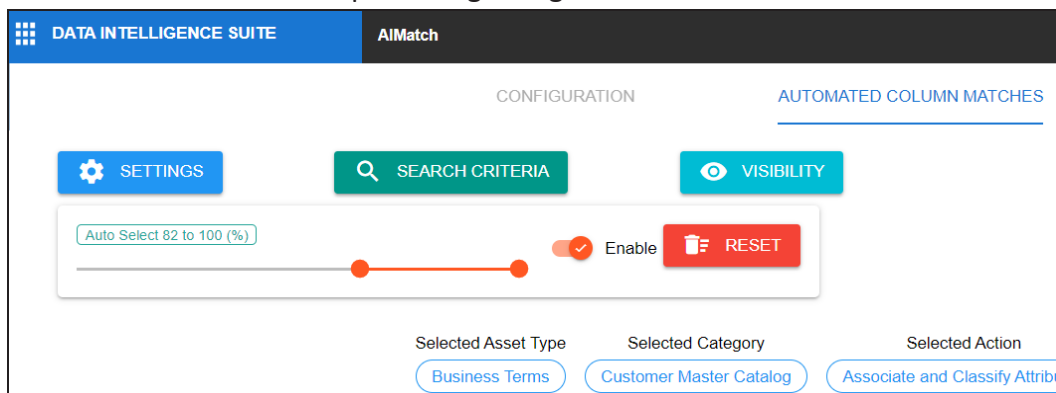 DATA INTELLIGENCE SUITE
AIMatch
CONFIGURATION
AUTOMATED COLUMN MATCHES
SETTINGS
SEARCH CRITERIA
VISIBILITY
Auto Select 82 to 100 (%)
Enable
RESET
Selected Asset Type
Selected Category
Selected Action
Business Terms
Customer Master Catalog
Associate and Classify